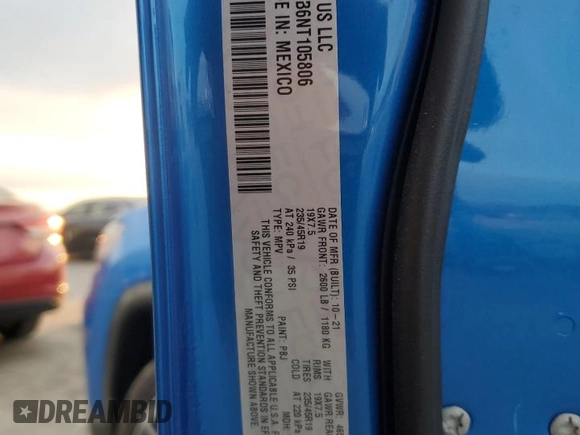 US LLC
B6NT105806
E IN: MEXICO
DATE OF MFR (BUILT): 10-21
GAWR FRONT: 2600 LB / 1180 KG WITH
19X7.5 RIMS
235/45R19 TIRES
AT 240 kPa / 35 PSI
TYPE: MPV PAINT: PBJ MDH:
THIS VEHICLE CONFORMS TO ALL APPLICABLE U.S.A. F
SAFETY AND THEFT PREVENTION STANDARDS IN EF
MANUFACTURE SHOWN ABOVE
GVWR:
GAWR REA
19X7.5
235/45R19
AT 220 kPa
DREAMBID